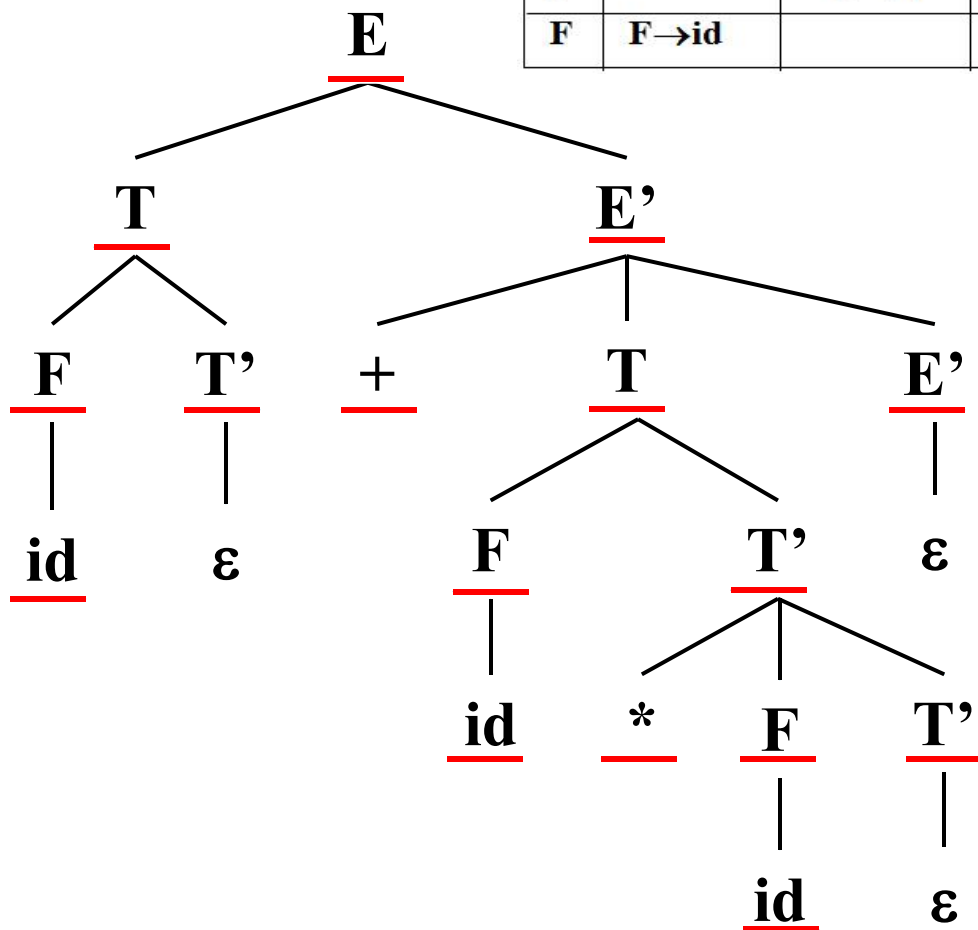 E
F F→id
T E’
F T’ + T E’
id ε F T’ ε
id * F T’
id ε